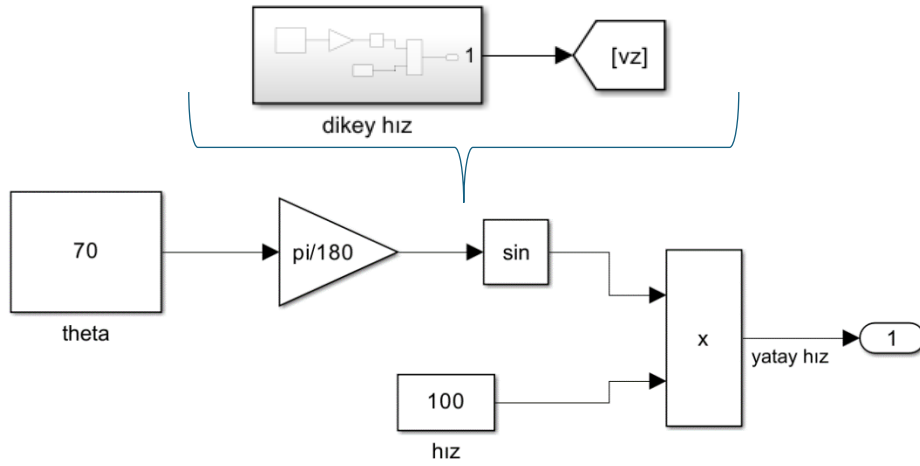 1
[vz]
dikey hız
70
pi/180
sin
theta
x
1
yatay hız
100
hız